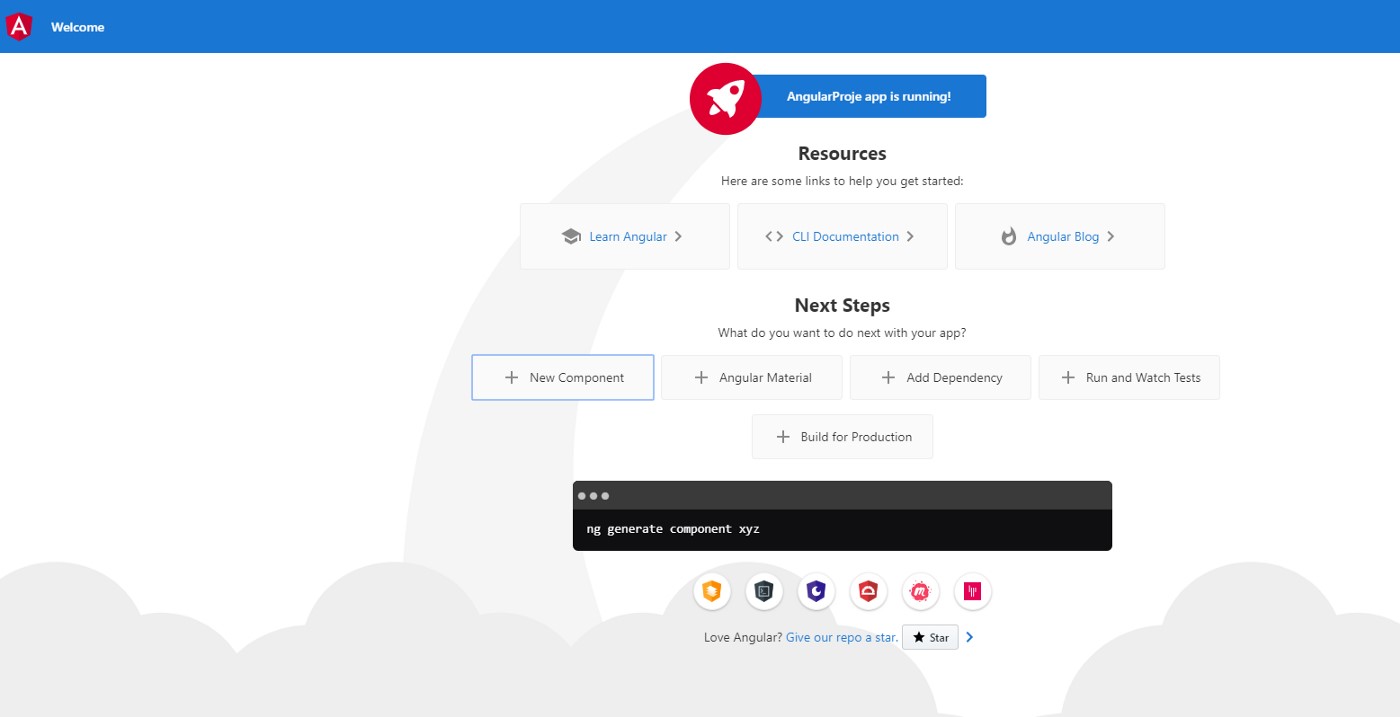 Welcome
AngularProje app is running!
Resources
Here are some links to help you get started:
Learn Angular
CLI Documentation
Angular Blog
Next Steps
What do you want to do next with your app?
New Component
Angular Material
Add Dependency
Run and Watch Tests
Build for Production
ng generate component xyz
Love Angular? Give our repo a star. Star